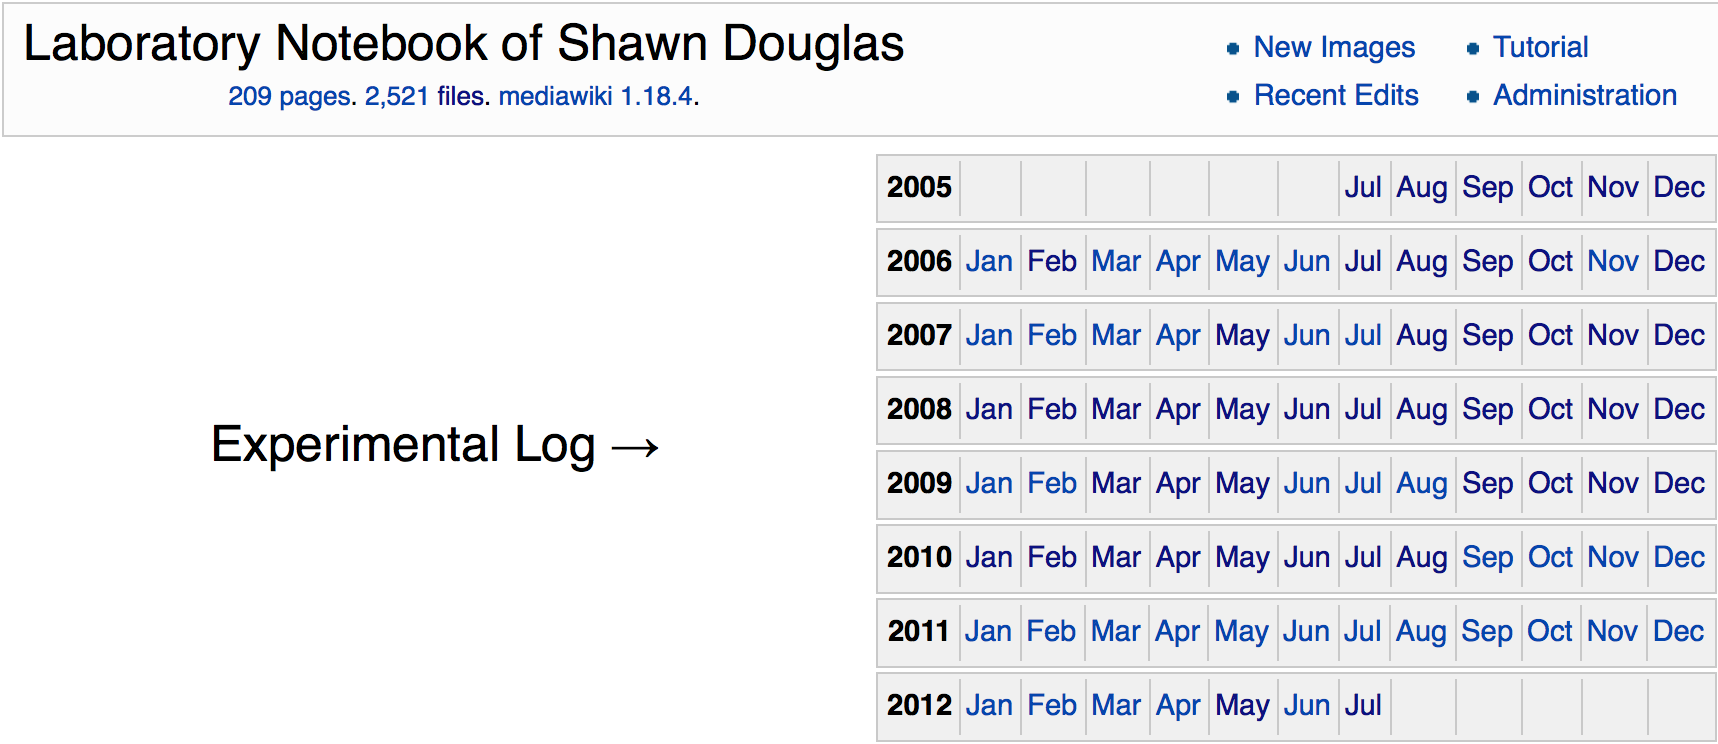 Laboratory Notebook of Shawn Douglas
209 pages. 2,521 files. mediawiki 1.18.4.
New Images
Tutorial
Recent Edits
Administration
Experimental Log →
2005 Jul Aug Sep Oct Nov Dec
2006 Jan Feb Mar Apr May Jun Jul Aug Sep Oct Nov Dec
2007 Jan Feb Mar Apr May Jun Jul Aug Sep Oct Nov Dec
2008 Jan Feb Mar Apr May Jun Jul Aug Sep Oct Nov Dec
2009 Jan Feb Mar Apr May Jun Jul Aug Sep Oct Nov Dec
2010 Jan Feb Mar Apr May Jun Jul Aug Sep Oct Nov Dec
2011 Jan Feb Mar Apr May Jun Jul Aug Sep Oct Nov Dec
2012 Jan Feb Mar Apr May Jun Jul